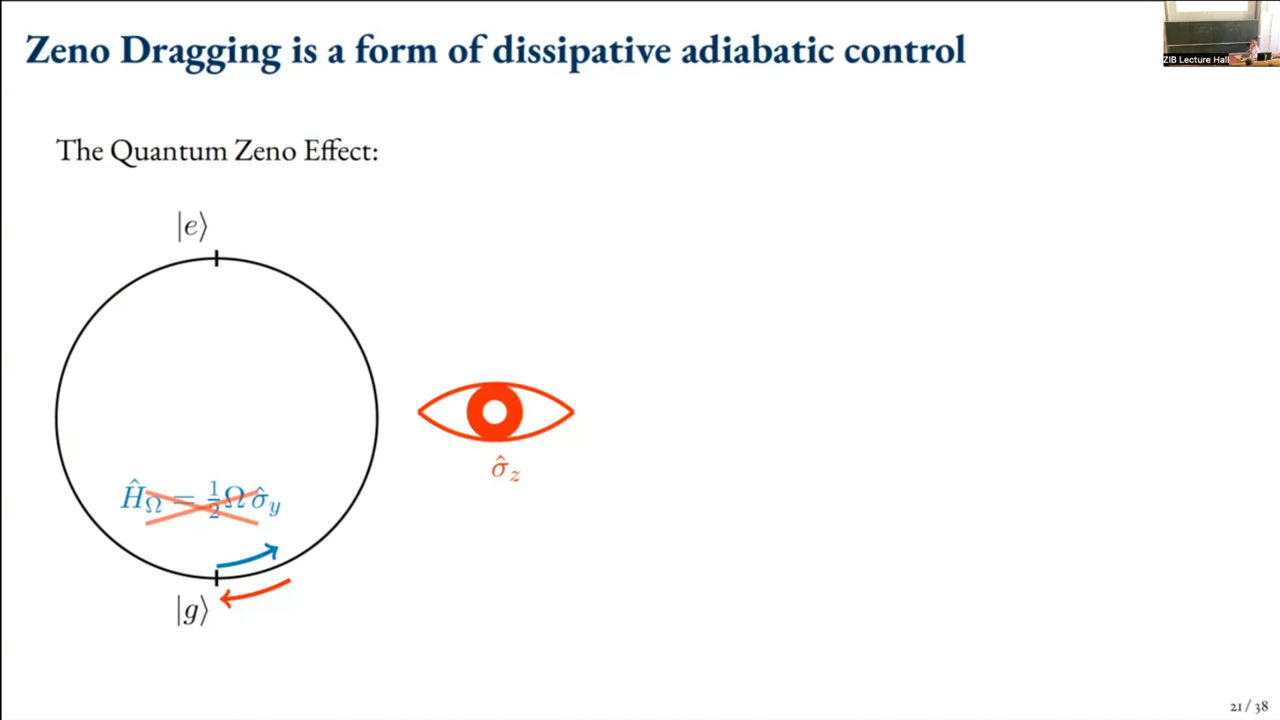 Zeno Dragging is a form of dissipative adiabatic control
ZIB Lecture Hall
The Quantum Zeno Effect:
|e⟩
σ̂_z
Ĥ_Ω = ½Ω σ̂_y
|g⟩
21 / 38